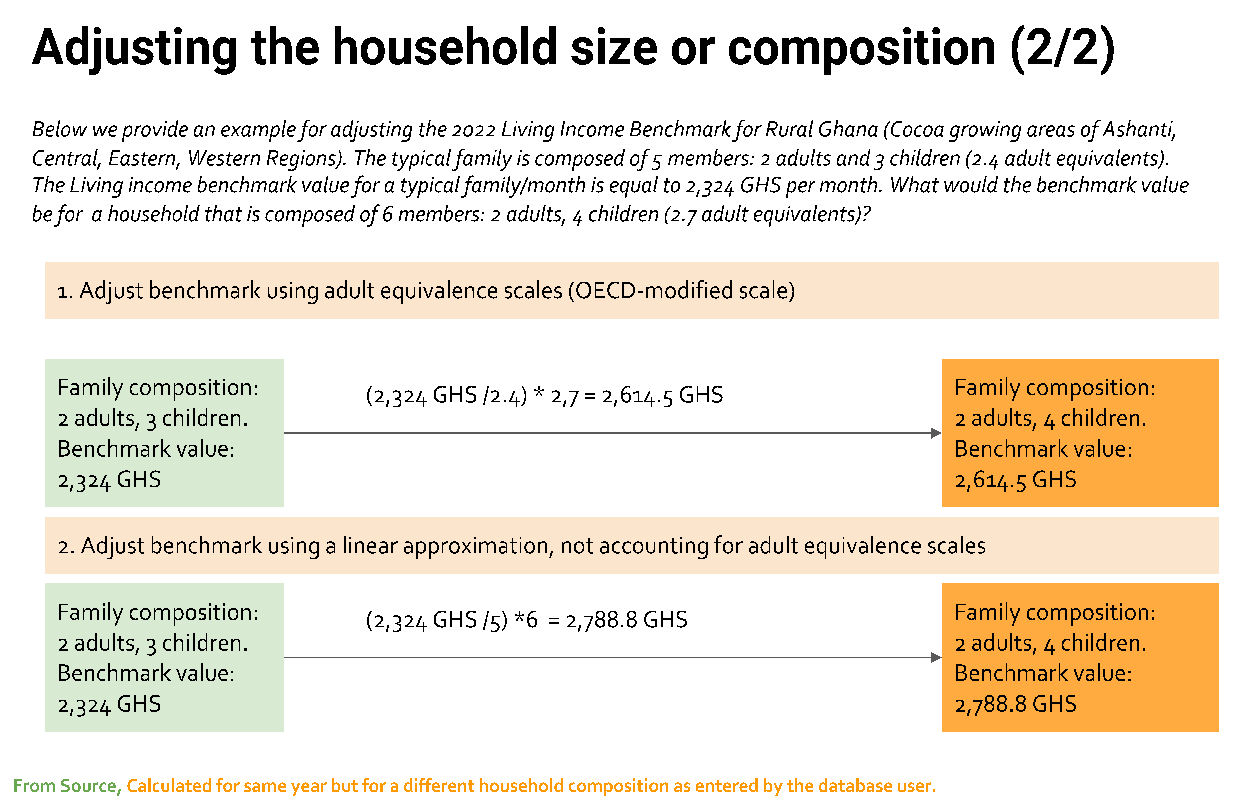 Adjusting the household size or composition (2/2)
Below we provide an example for adjusting the 2022 Living Income Benchmark for Rural Ghana (Cocoa growing areas of Ashanti,
Central, Eastern, Western Regions). The typical family is composed of 5 members: 2 adults and 3 children (2.4 adult equivalents).
The Living income benchmark value for a typical family/month is equal to 2,324 GHS per month. What would the benchmark value
be for a household that is composed of 6 members: 2 adults, 4 children (2.7 adult equivalents)?
1. Adjust benchmark using adult equivalence scales (OECD-modified scale)
Family composition:
2 adults, 3 children.
Benchmark value:
2,324 GHS
(2,324 GHS /2.4) * 2,7 = 2,614.5 GHS
Family composition:
2 adults, 4 children.
Benchmark value:
2,614.5 GHS
2. Adjust benchmark using a linear approximation, not accounting for adult equivalence scales
Family composition:
2 adults, 3 children.
Benchmark value:
2,324 GHS
(2,324 GHS /5) *6 = 2,788.8 GHS
Family composition:
2 adults, 4 children.
Benchmark value:
2,788.8 GHS
From Source, Calculated for same year but for a different household composition as entered by the database user.